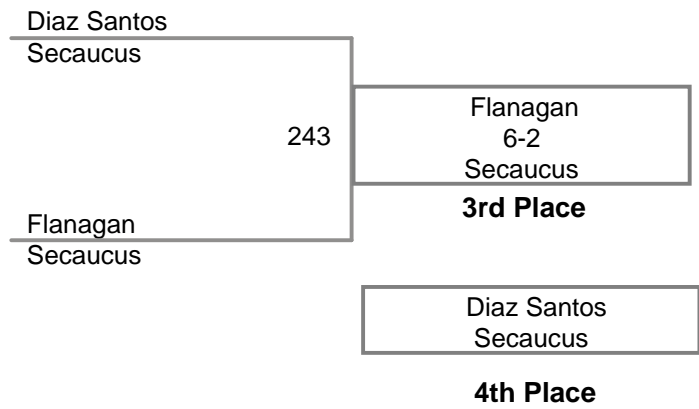 Diaz Santos
Secaucus
243
Flanagan
6-2
Secaucus
3rd Place
Flanagan
Secaucus
Diaz Santos
Secaucus
4th Place